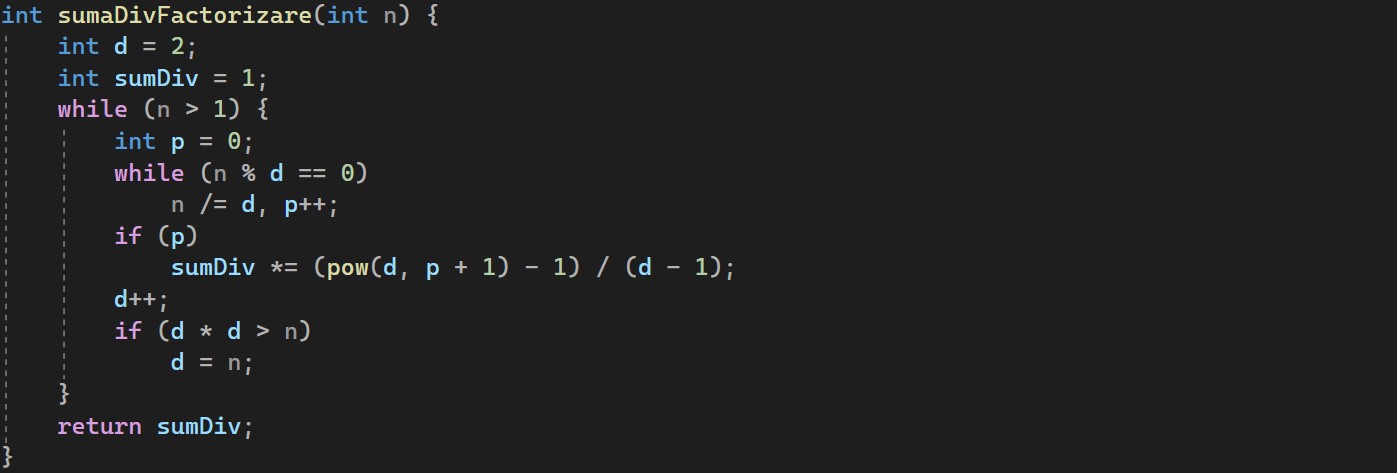 int sumaDivFactorizare(int n) {
    int d = 2;
    int sumDiv = 1;
    while (n > 1) {
        int p = 0;
        while (n % d == 0)
            n /= d, p++;
        if (p)
            sumDiv *= (pow(d, p + 1) - 1) / (d - 1);
        d++;
        if (d * d > n)
            d = n;
    }
    return sumDiv;
}